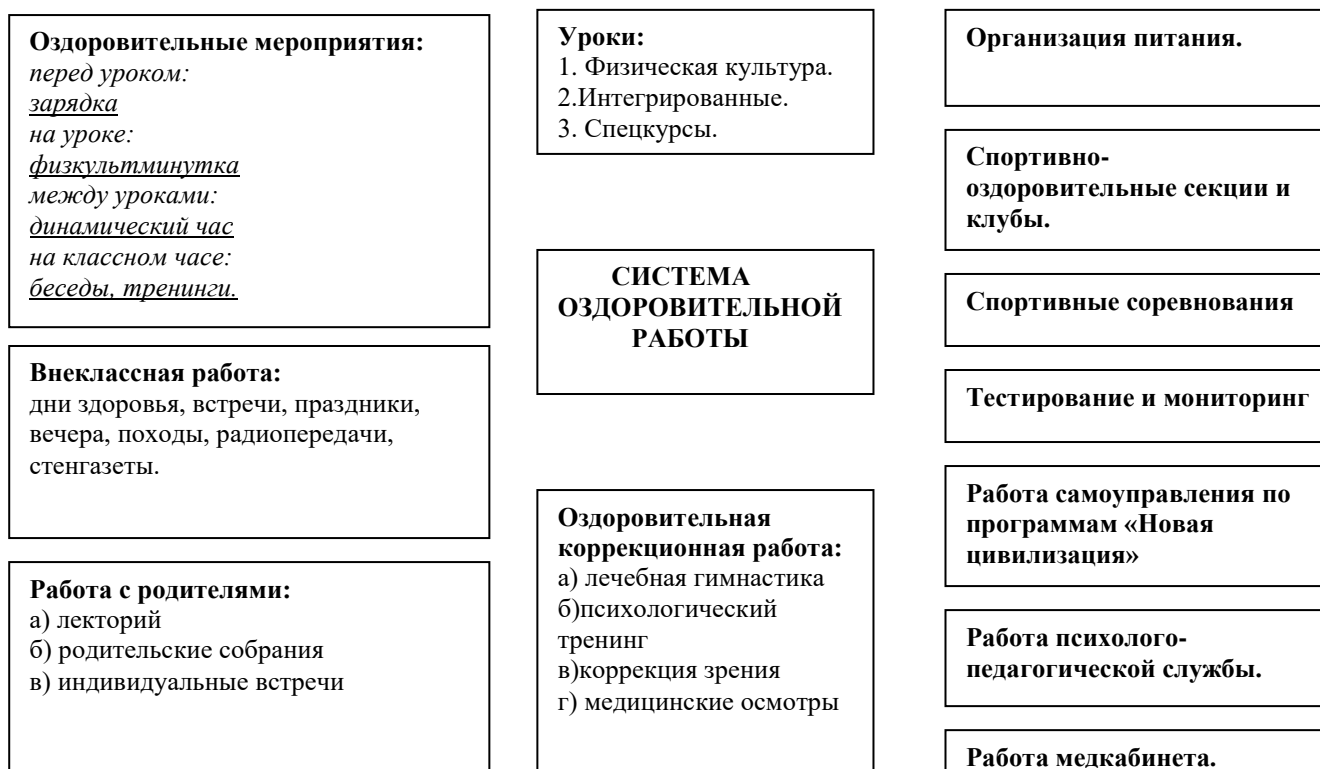 Оздоровительные мероприятия:
перед уроком:
зарядка
на уроке:
физкультминутка
между уроками:
динамический час
на классном часе:
беседы, тренинги.
Внеклассная работа:
дни здоровья, встречи, праздники,
вечера, походы, радиопередачи,
стенгазеты.
Работа с родителями:
а) лекторий
б) родительские собрания
в) индивидуальные встречи
Уроки:
1. Физическая культура.
2.Интегрированные.
3. Спецкурсы.
СИСТЕМА
ОЗДОРОВИТЕЛЬНОЙ
РАБОТЫ
Оздоровительная
коррекционная работа:
а) лечебная гимнастика
б)психологический
тренинг
в)коррекция зрения
г) медицинские осмотры
Организация питания.
Спортивно-
оздоровительные секции и
клубы.
Спортивные соревнования
Тестирование и мониторинг
Работа самоуправления по
программам «Новая
цивилизация»
Работа психолого-
педагогической службы.
Работа медкабинета.